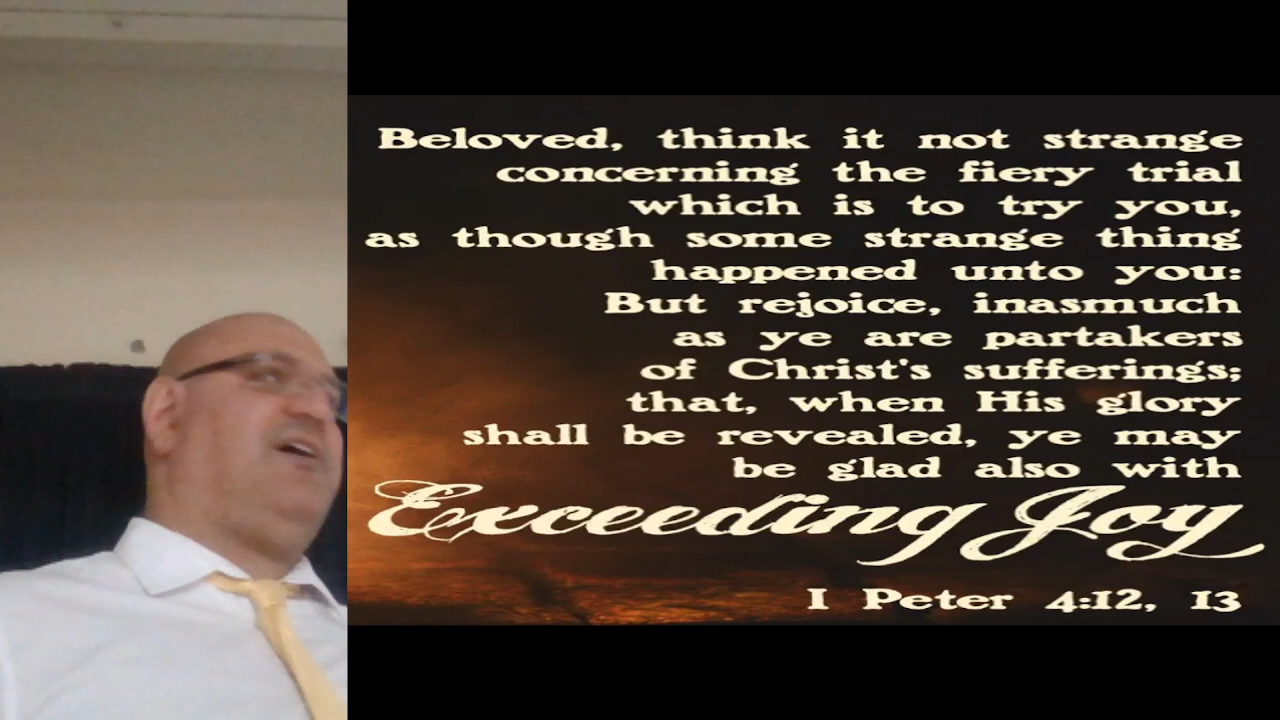 Beloved, think it not strange
concerning the fiery trial
which is to try you,
as though some strange thing
happened unto you:
But rejoice, inasmuch
as ye are partakers
of Christ's sufferings;
that, when His glory
shall be revealed, ye may
be glad also with
Exceeding Joy
I Peter 4:12, 13